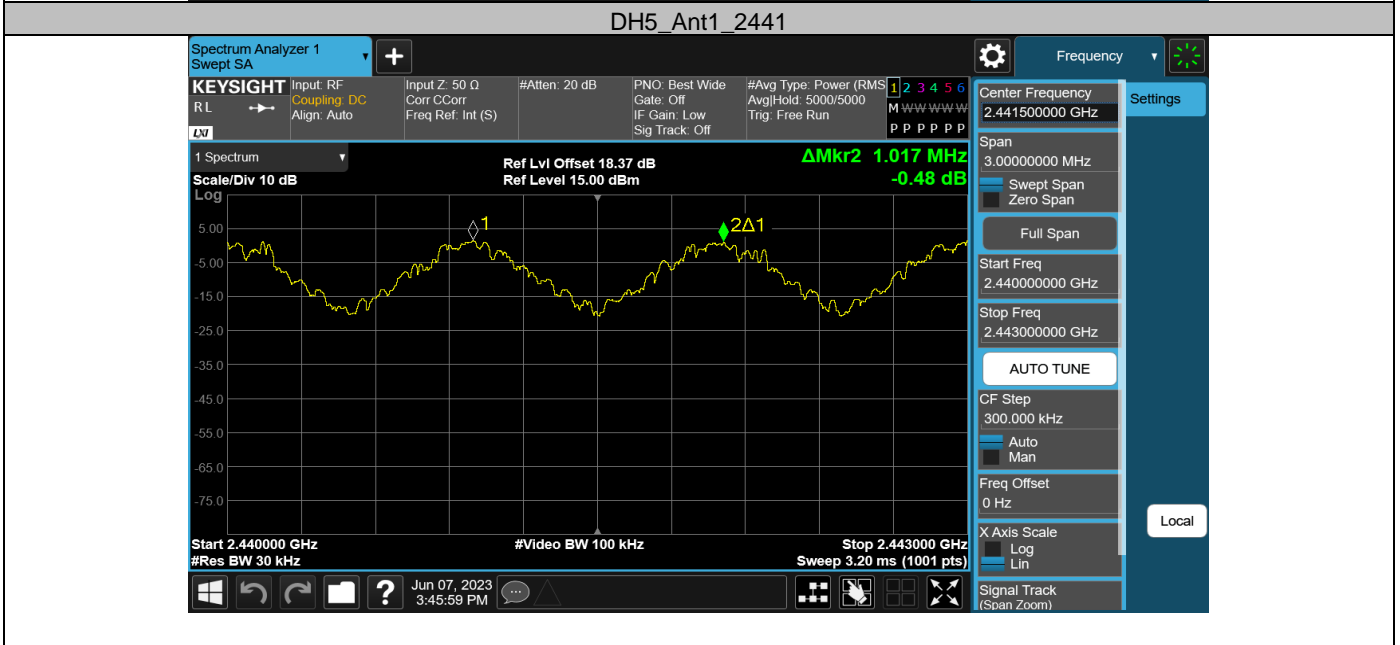 DH5_Ant1_2441
Spectrum Analyzer 1
Swept SA
Frequency
KEYSIGHT
RL
LXI
Input: RF
Coupling: DC
Align: Auto
Input Z: 50 Ω
Corr CCorr
Freq Ref: Int (S)
#Atten: 20 dB
PNO: Best Wide
Gate: Off
IF Gain: Low
Sig Track: Off
#Avg Type: Power (RMS
Avg|Hold: 5000/5000
Trig: Free Run
1 2 3 4 5 6
M W W W W W
P P P P P P
1 Spectrum
Scale/Div 10 dB
Log
Ref Lvl Offset 18.37 dB
Ref Level 15.00 dBm
ΔMkr2 1.017 MHz
-0.48 dB
1
2Δ1
5.00
-5.00
-15.0
-25.0
-35.0
-45.0
-55.0
-65.0
-75.0
Start 2.440000 GHz
#Res BW 30 kHz
#Video BW 100 kHz
Stop 2.443000 GHz
Sweep 3.20 ms (1001 pts)
Jun 07, 2023
3:45:59 PM
Center Frequency
2.441500000 GHz
Settings
Span
3.00000000 MHz
Swept Span
Zero Span
Full Span
Start Freq
2.440000000 GHz
Stop Freq
2.443000000 GHz
AUTO TUNE
CF Step
300.000 kHz
Auto
Man
Freq Offset
0 Hz
X Axis Scale
Log
Lin
Local
Signal Track
(Span Zoom)